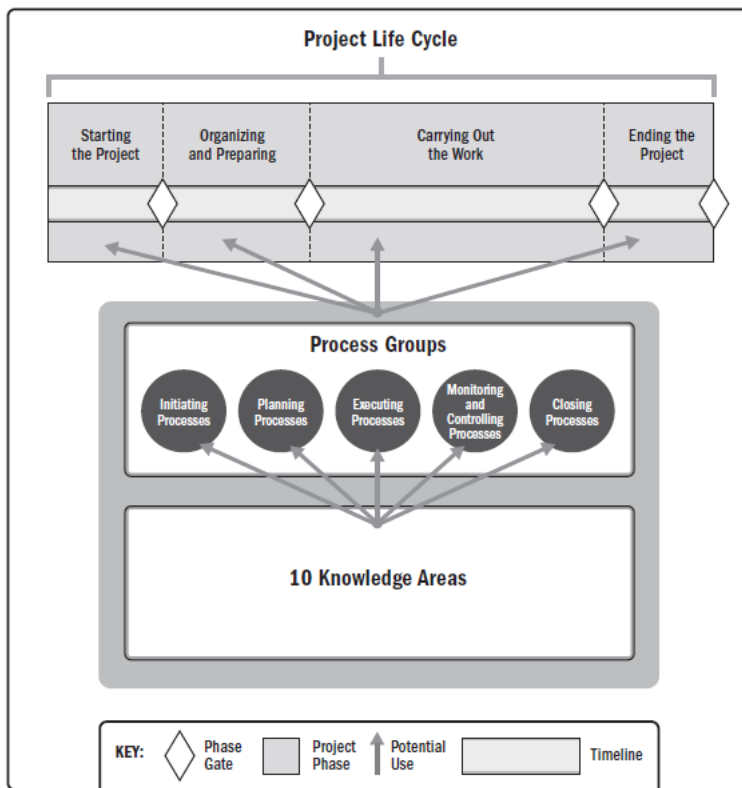 Project Life Cycle
Starting
the Project
Organizing
and Preparing
Carrying Out
the Work
Ending the
Project
Process Groups
Initiating
Processes
Planning
Processes
Executing
Processes
Monitoring
and
Controlling
Processes
Closing
Processes
10 Knowledge Areas
KEY:
Phase
Gate
Project
Phase
Potential
Use
Timeline